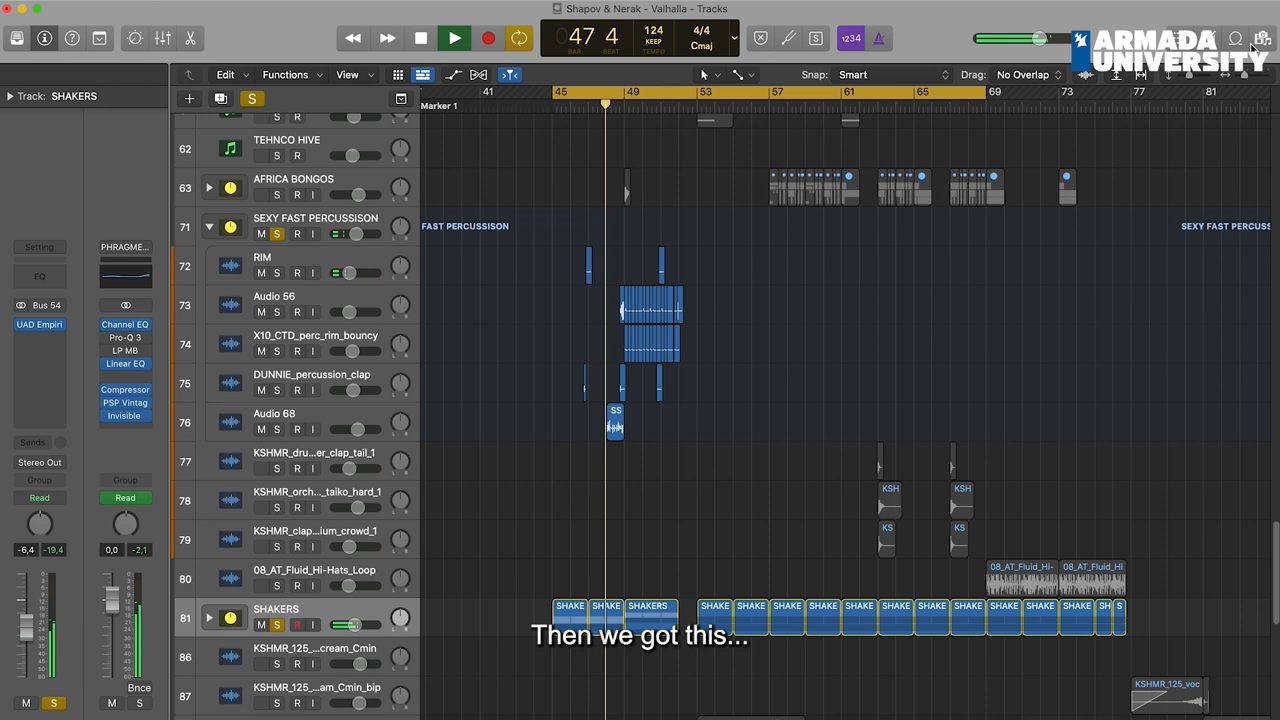 Shapov & Nerak - Valhalla - Tracks
47 4
BAR BEAT
124
KEEP
TEMPO
4/4
Cmaj
1234
ARMADA
UNIVERSITY
Track: SHAKERS
Edit Functions View
Snap: Smart
Drag: No Overlap
S
41 45 49 53 57 61 65 69 73 77 81
Marker 1
S R
62 TEHNCO HIVE
S R
63 AFRICA BONGOS
M S
71 SEXY FAST PERCUSSISON
M S
FAST PERCUSSISON
SEXY FAST PERCUSS
72 RIM
M S R I
73 Audio 56
M S R I
74 X10_CTD_perc_rim_bouncy
M S R I
75 DUNNIE_percussion_clap
M S R I
76 Audio 68
M S R I
SS
77 KSHMR_dru...er_clap_tail_1
M S R I
78 KSHMR_orch..._taiko_hard_1
M S R I
KSH KSH
79 KSHMR_clap...ium_crowd_1
M S R I
KS KS
80 08_AT_Fluid_Hi-Hats_Loop
M S R I
08_AT_Fluid_Hi- 08_AT_Fluid_Hi
81 SHAKERS
M S R I
SHAKE SHAKE SHAKERS SHAKE SHAKE SHAKE SHAKE SHAKE SHAKE SHAKE SHAKE SHAKE SHAKE SHAKE SH S
Then we got this...
86 KSHMR_125_...cream_Cmin
M S R I
87 KSHMR_125_...am_Cmin_bip
M S R I
KSHMR_125_voc
Setting
EQ
Bus 54
UAD Empiri
Sends
Stereo Out
Group
Read
-6,4 -19,4
M S
PHRAGME...
Channel EQ
Pro-Q 3
LP MB
Linear EQ
Compressor
PSP Vintag
Invisible
Group
Read
0,0 -2,1
Bnce
M S